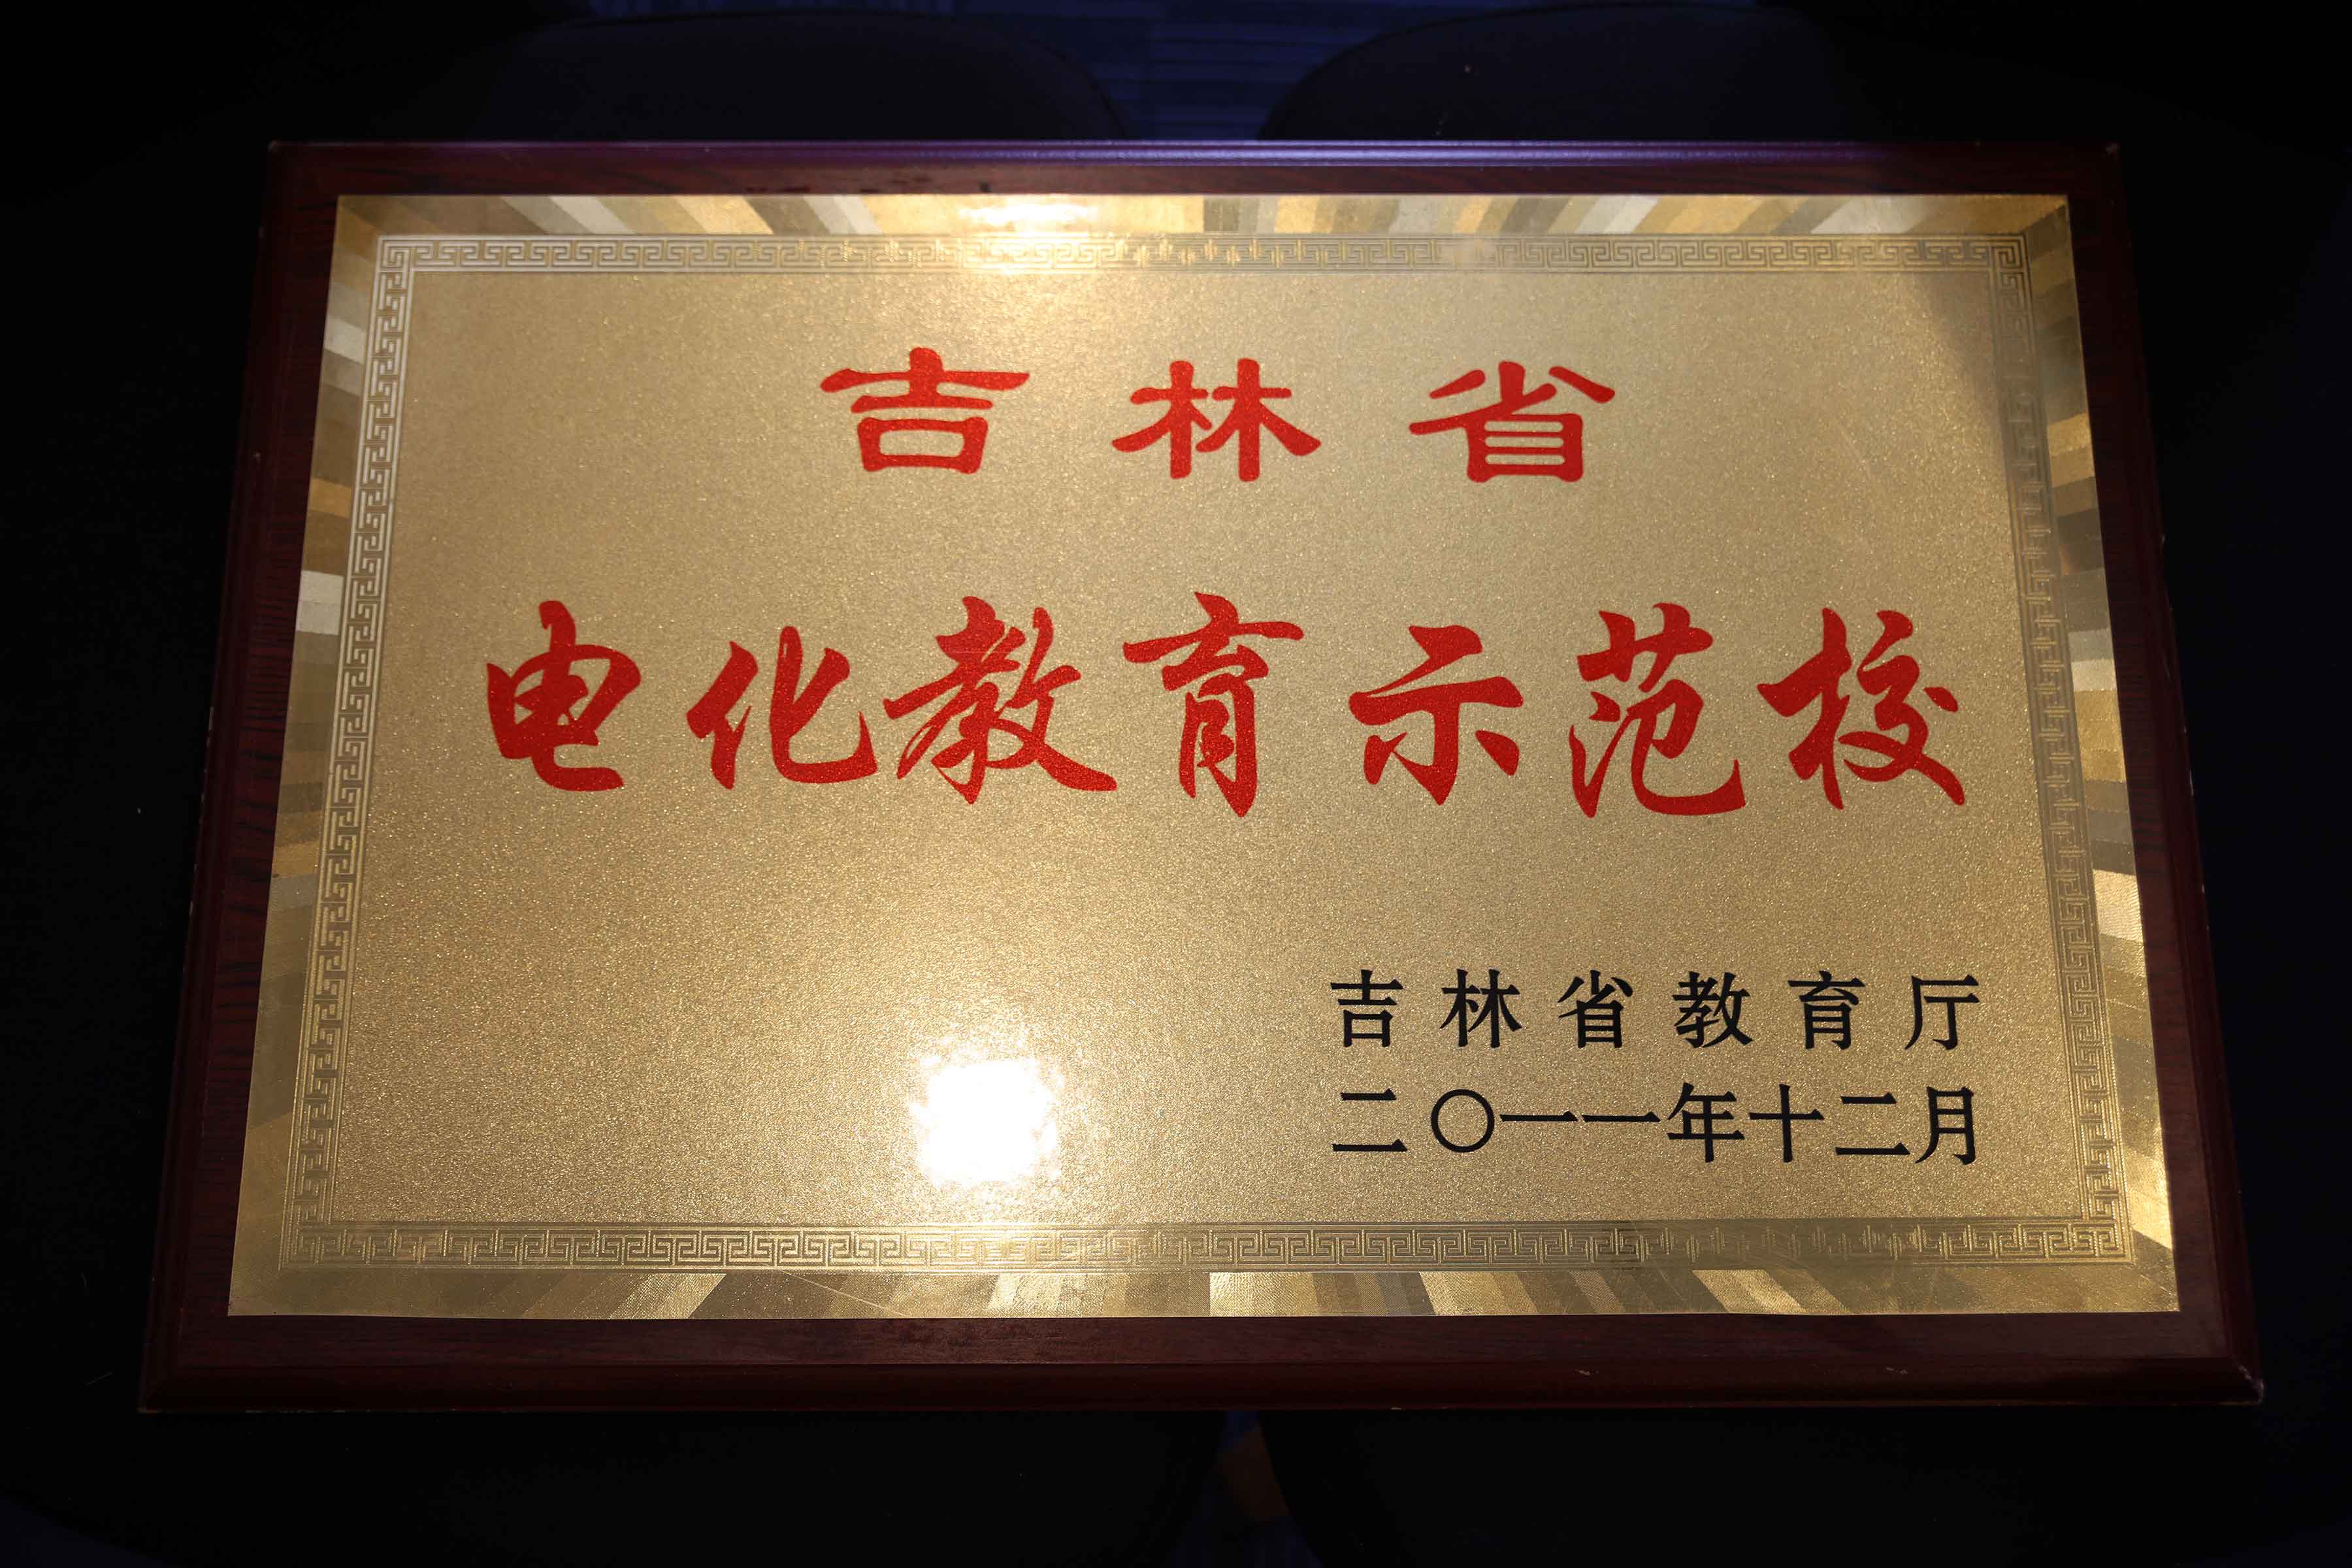 吉林省
电化教育示范校
吉林省教育厅
二〇一一年十二月